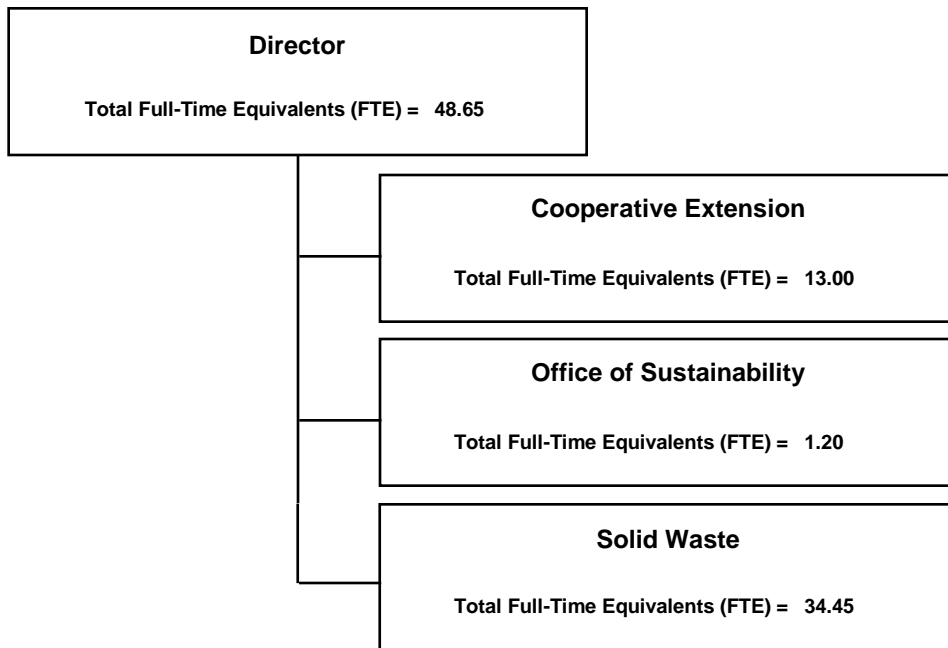 Director
Total Full-Time Equivalents (FTE) = 48.65
Cooperative Extension
Total Full-Time Equivalents (FTE) = 13.00
Office of Sustainability
Total Full-Time Equivalents (FTE) = 1.20
Solid Waste
Total Full-Time Equivalents (FTE) = 34.45